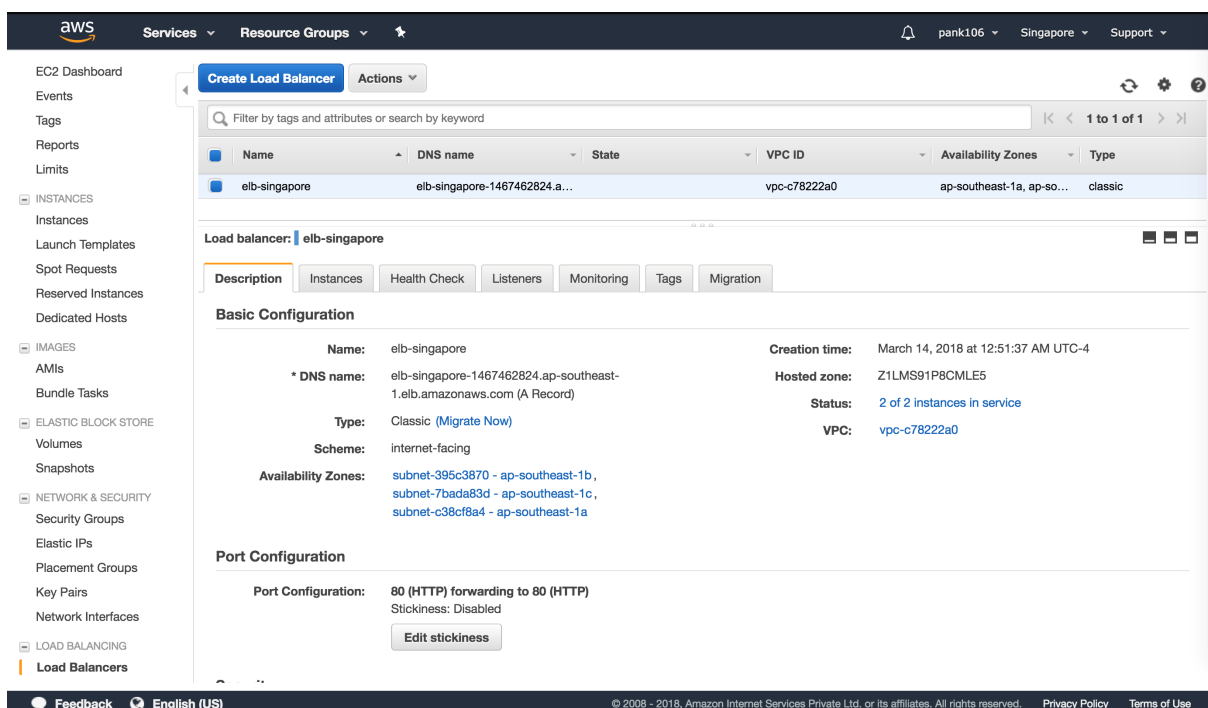 aws Services Resource Groups pank106 Singapore Support
EC2 Dashboard
Events
Tags
Reports
Limits
INSTANCES
Instances
Launch Templates
Spot Requests
Reserved Instances
Dedicated Hosts
IMAGES
AMIs
Bundle Tasks
ELASTIC BLOCK STORE
Volumes
Snapshots
NETWORK & SECURITY
Security Groups
Elastic IPs
Placement Groups
Key Pairs
Network Interfaces
LOAD BALANCING
Load Balancers
Create Load Balancer Actions
Filter by tags and attributes or search by keyword 1 to 1 of 1
Name DNS name State VPC ID Availability Zones Type
elb-singapore elb-singapore-1467462824.a... vpc-c78222a0 ap-southeast-1a, ap-so... classic
Load balancer: elb-singapore
Description Instances Health Check Listeners Monitoring Tags Migration
Basic Configuration
Name: elb-singapore Creation time: March 14, 2018 at 12:51:37 AM UTC-4
* DNS name: elb-singapore-1467462824.ap-southeast- Hosted zone: Z1LMS91P8CMLE5
1.elb.amazonaws.com (A Record)
Status: 2 of 2 instances in service
Type: Classic (Migrate Now)
VPC: vpc-c78222a0
Scheme: internet-facing
Availability Zones: subnet-395c3870 - ap-southeast-1b,
subnet-7bada83d - ap-southeast-1c,
subnet-c38cf8a4 - ap-southeast-1a
Port Configuration
Port Configuration: 80 (HTTP) forwarding to 80 (HTTP)
Stickiness: Disabled
Edit stickiness
Feedback English (US) © 2008 - 2018, Amazon Internet Services Private Ltd. or its affiliates. All rights reserved. Privacy Policy Terms of Use